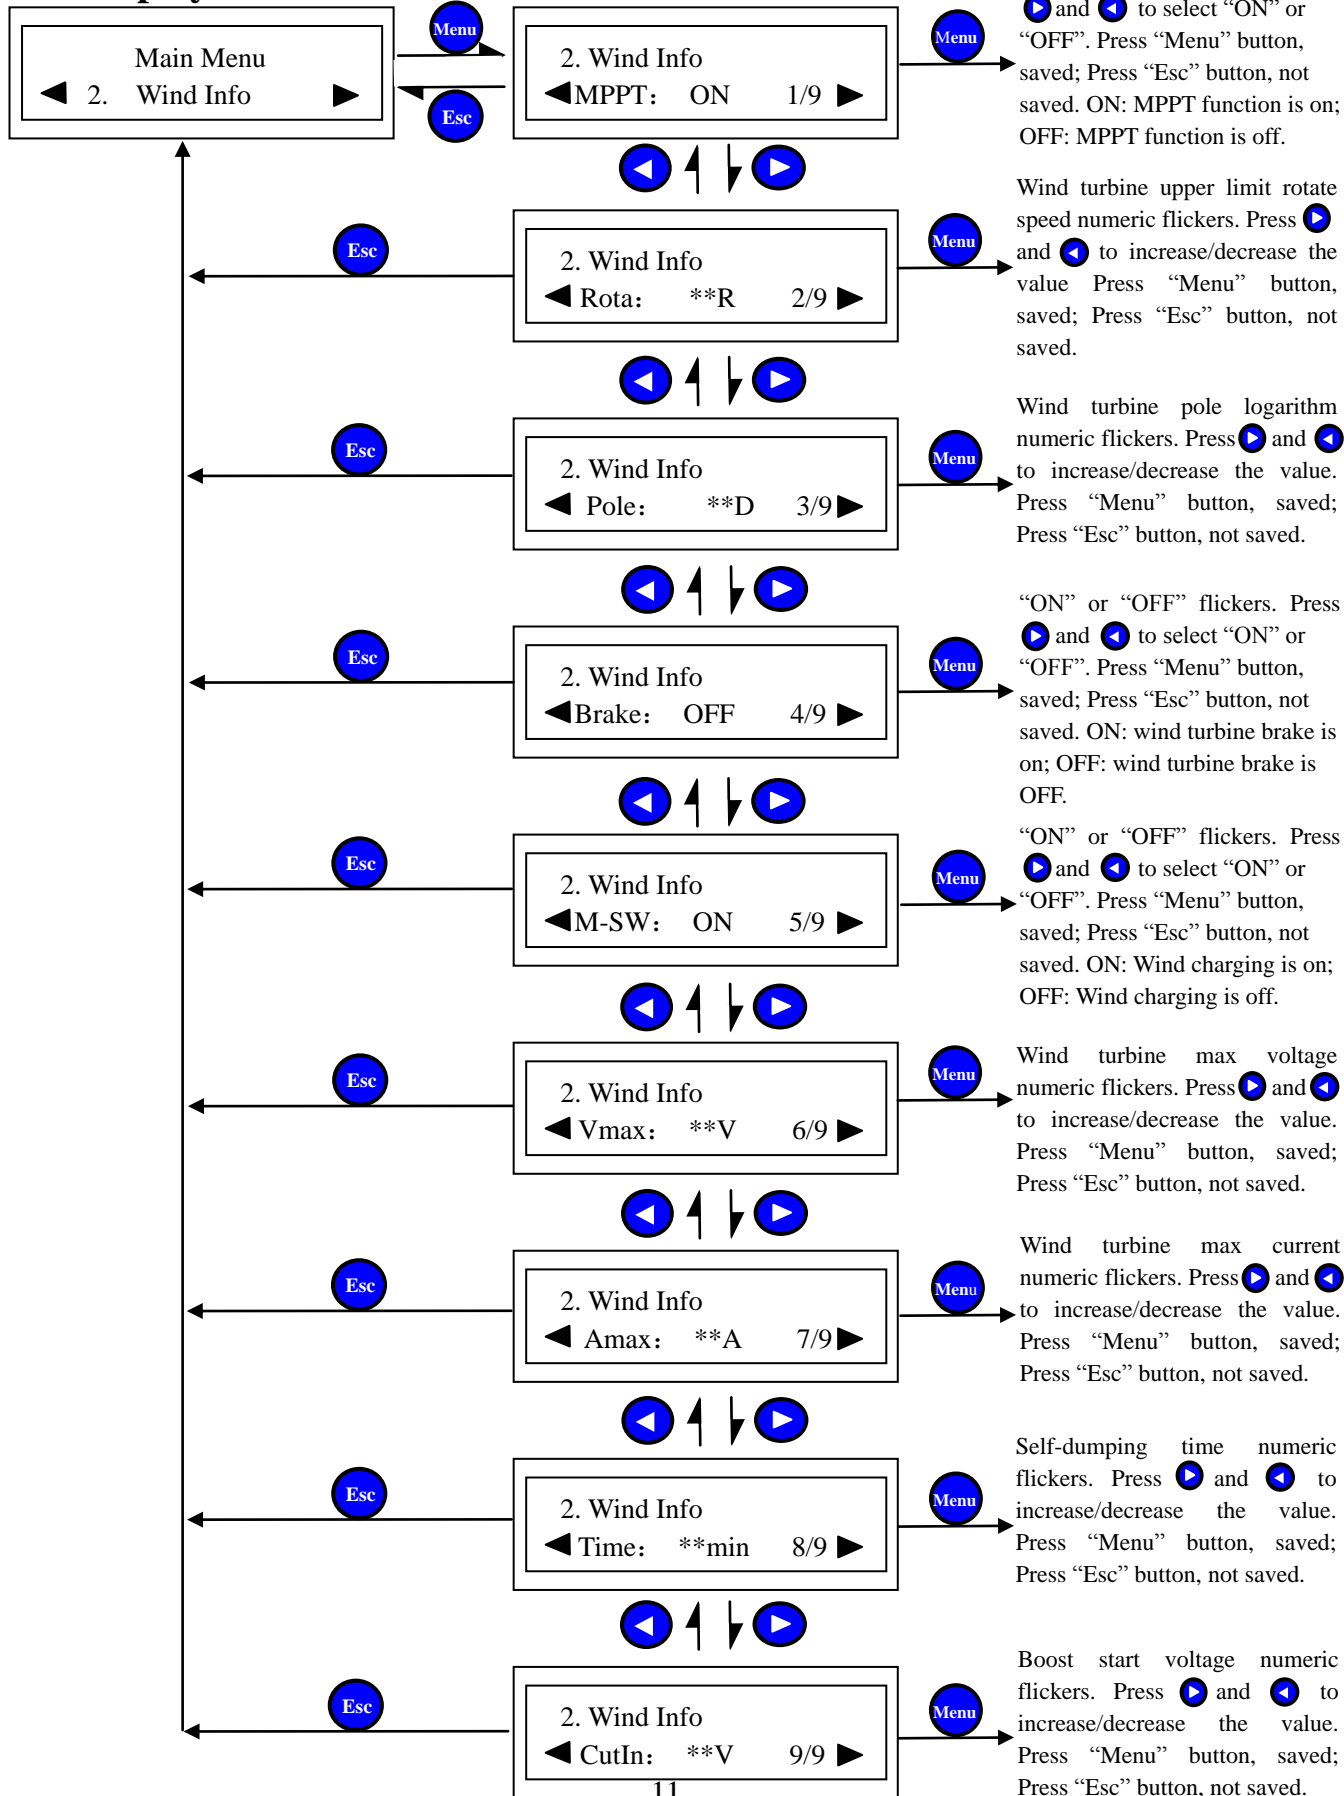 Main Menu
2. Wind Info
Menu
Esc
2. Wind Info
MPPT： ON 1/9
Menu
and to select “ON” or
“OFF”. Press “Menu” button,
saved; Press “Esc” button, not
saved. ON: MPPT function is on;
OFF: MPPT function is off.
Esc
2. Wind Info
Rota： **R 2/9
Menu
Wind turbine upper limit rotate
speed numeric flickers. Press
and to increase/decrease the
value Press “Menu” button,
saved; Press “Esc” button, not
saved.
Esc
2. Wind Info
Pole： **D 3/9
Menu
Wind turbine pole logarithm
numeric flickers. Press and
to increase/decrease the value.
Press “Menu” button, saved;
Press “Esc” button, not saved.
Esc
2. Wind Info
Brake： OFF 4/9
Menu
“ON” or “OFF” flickers. Press
and to select “ON” or
“OFF”. Press “Menu” button,
saved; Press “Esc” button, not
saved. ON: wind turbine brake is
on; OFF: wind turbine brake is
OFF.
Esc
2. Wind Info
M-SW： ON 5/9
Menu
“ON” or “OFF” flickers. Press
and to select “ON” or
“OFF”. Press “Menu” button,
saved; Press “Esc” button, not
saved. ON: Wind charging is on;
OFF: Wind charging is off.
Esc
2. Wind Info
Vmax： **V 6/9
Menu
Wind turbine max voltage
numeric flickers. Press and
to increase/decrease the value.
Press “Menu” button, saved;
Press “Esc” button, not saved.
Esc
2. Wind Info
Amax： **A 7/9
Menu
Wind turbine max current
numeric flickers. Press and
to increase/decrease the value.
Press “Menu” button, saved;
Press “Esc” button, not saved.
Esc
2. Wind Info
Time： **min 8/9
Menu
Self-dumping time numeric
flickers. Press and to
increase/decrease the value.
Press “Menu” button, saved;
Press “Esc” button, not saved.
Esc
2. Wind Info
CutIn： **V 9/9
Menu
Boost start voltage numeric
flickers. Press and to
increase/decrease the value.
Press “Menu” button, saved;
Press “Esc” button, not saved.
11